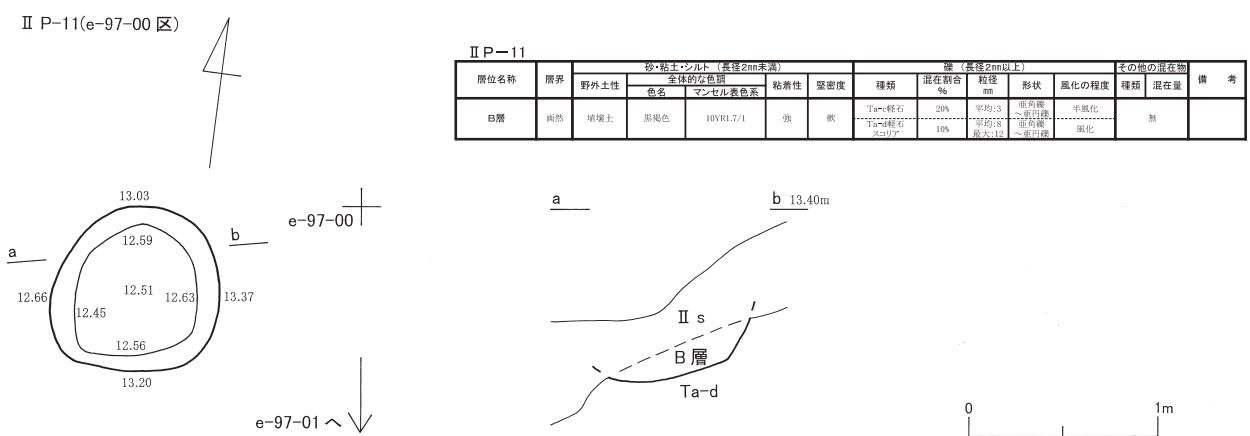 Ⅱ P-11(e-97-00 区)
ⅡP-11
層位名称 層界 砂・粘土・シルト (長径2mm未満) 礫 (長径2mm以上) その他の混在物 備 考
野外土性 全体的な色調 粘着性 堅密度 種類 混在割合 % 粒径 mm 形状 風化の程度 種類 混在量
色名 マンセル表色系
B層 画然 埴壌土 黒褐色 10YR1.7/1 強 軟 Ta-c軽石 20% 平均:3 亜角礫 ～亜円礫 半風化 無
Ta-d軽石 スコリア 10% 平均:8 最大:12 亜角礫 ～亜円礫 風化
13.03
e-97-00
a
b
12.59
12.66
12.51
12.63
13.37
12.45
12.56
13.20
e-97-01 へ
a
b 13.40m
Ⅱ s
B 層
Ta-d
0 1m